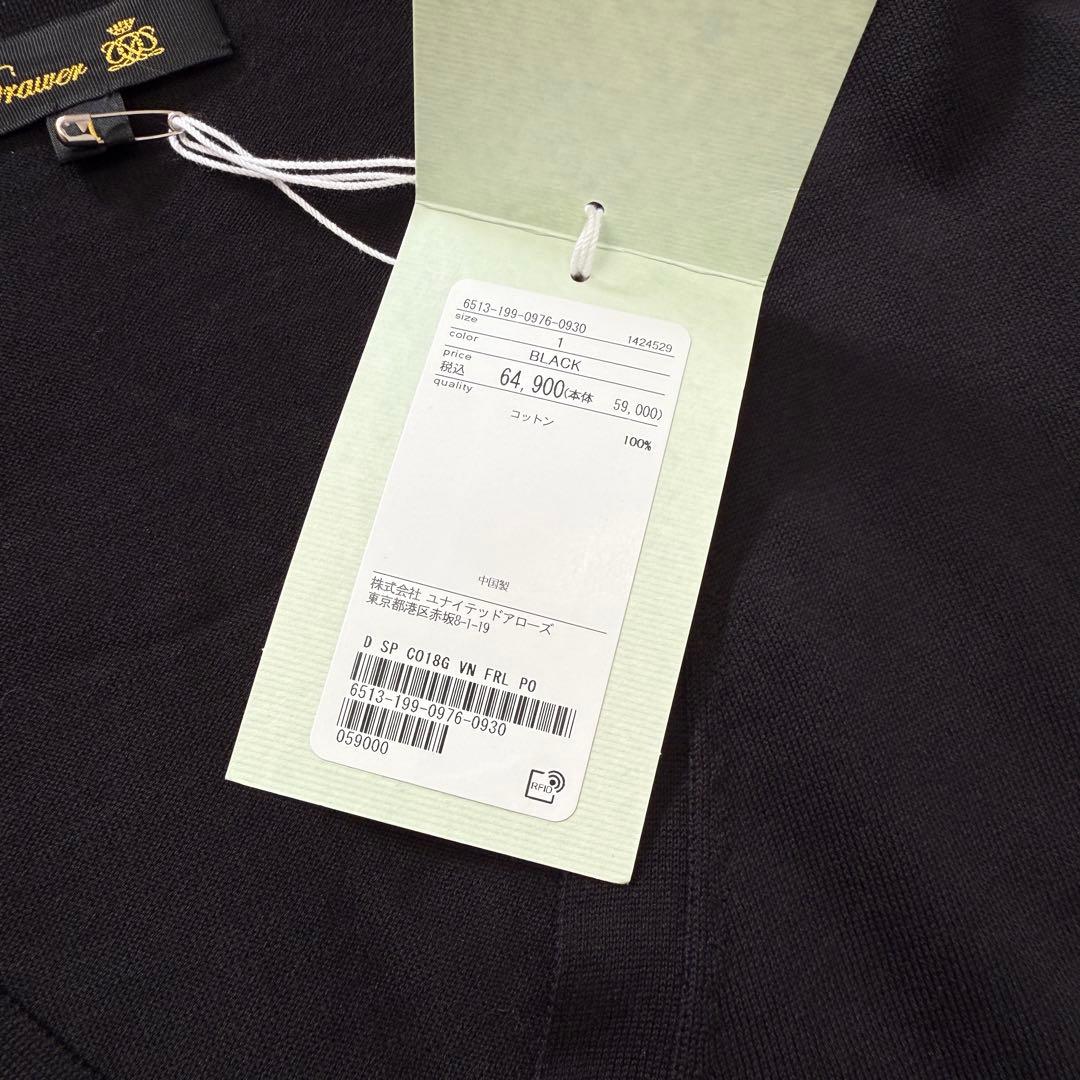 rawer
6513-199-0976-0930
1424529
size 1
color BLACK
price
税込 64,900(本体 59,000)
quality
コットン 100%
中国製
株式会社 ユナイテッドアローズ
東京都港区赤坂8-1-19
D SP CO18G VN FRL PO
6513-199-0976-0930
059000
RFID